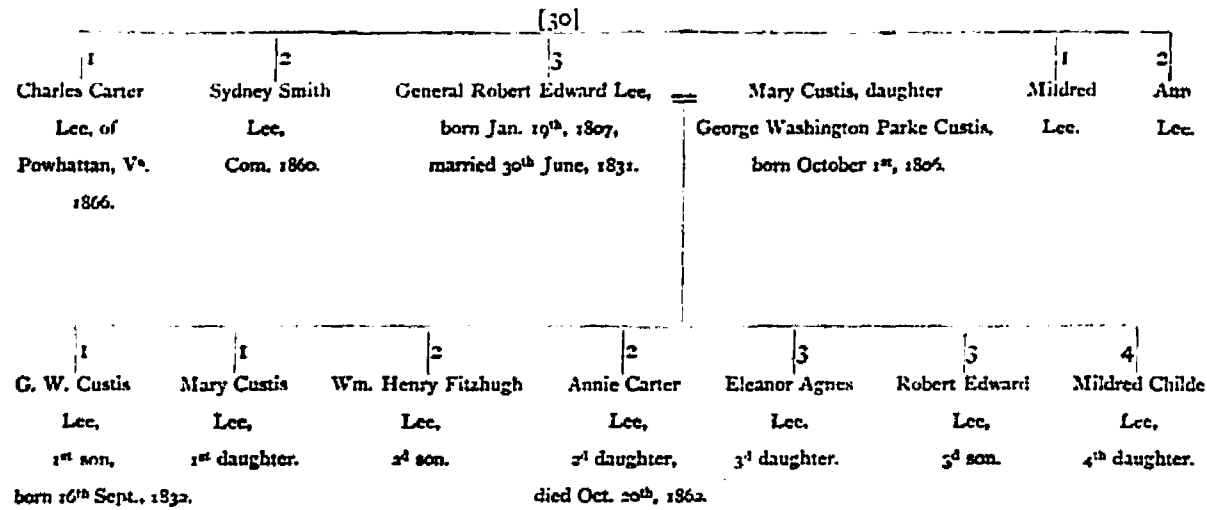 [30]
1 2 3 1 2
Charles Carter
Lee, of
Powhattan, Vª.
1866.
Sydney Smith
Lee,
Com. 1860.
General Robert Edward Lee,
born Jan. 19th, 1807,
married 30th June, 1831.
=
Mary Custis, daughter
George Washington Parke Custis,
born October 1st, 1806.
Mildred
Lee.
Ann
Lee.
1 1 2 2 3 3 4
G. W. Custis
Lee,
1st son,
born 16th Sept., 1832.
Mary Custis
Lee,
1st daughter.
Wm. Henry Fitzhugh
Lee,
2d son.
Annie Carter
Lee,
2d daughter,
died Oct. 20th, 1862.
Eleanor Agnes
Lee.
3d daughter.
Robert Edward
Lee,
3d son.
Mildred Childe
Lee,
4th daughter.